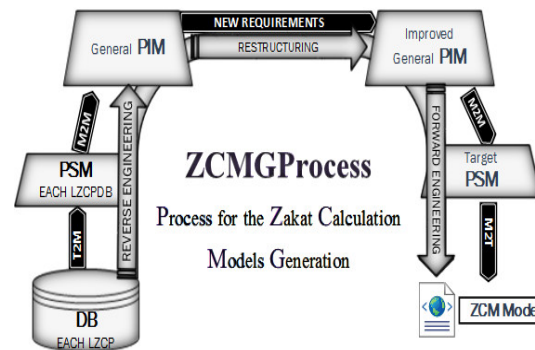 NEW REQUIREMENTS
General PIM
RESTRUCTURING
Improved
General PIM
M2M
REVERSE ENGINEERING
FORWARD ENGINEERING
M2M
PSM
EACH LZCPDB
ZCMGProcess
Process for the Zakat Calculation
Models Generation
Target
PSM
T2M
M2T
DB
EACH LZCP
ZCM Mode